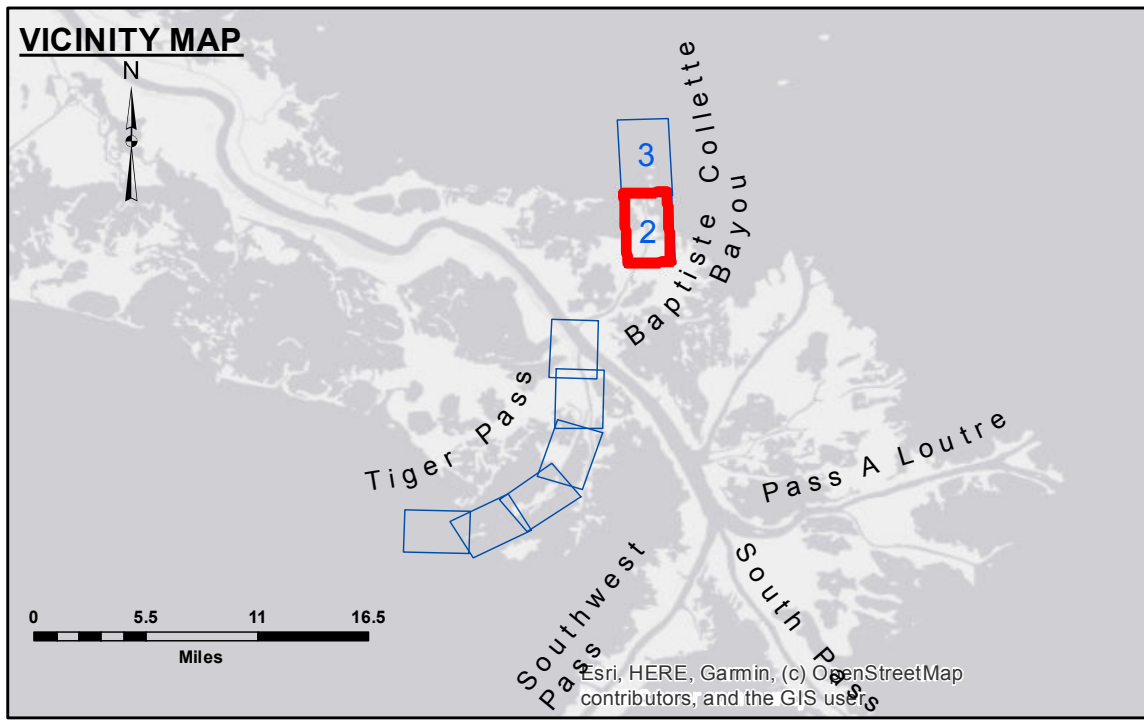 VICINITY MAP
N
3
2
Baptiste Collette
Bayou
Tiger Pass
Pass A Loutre
Southwest
Pass
South Pass
0 5.5 11 16.5
Miles
Esri, HERE, Garmin, (c) OpenStreetMap
contributors, and the GIS user